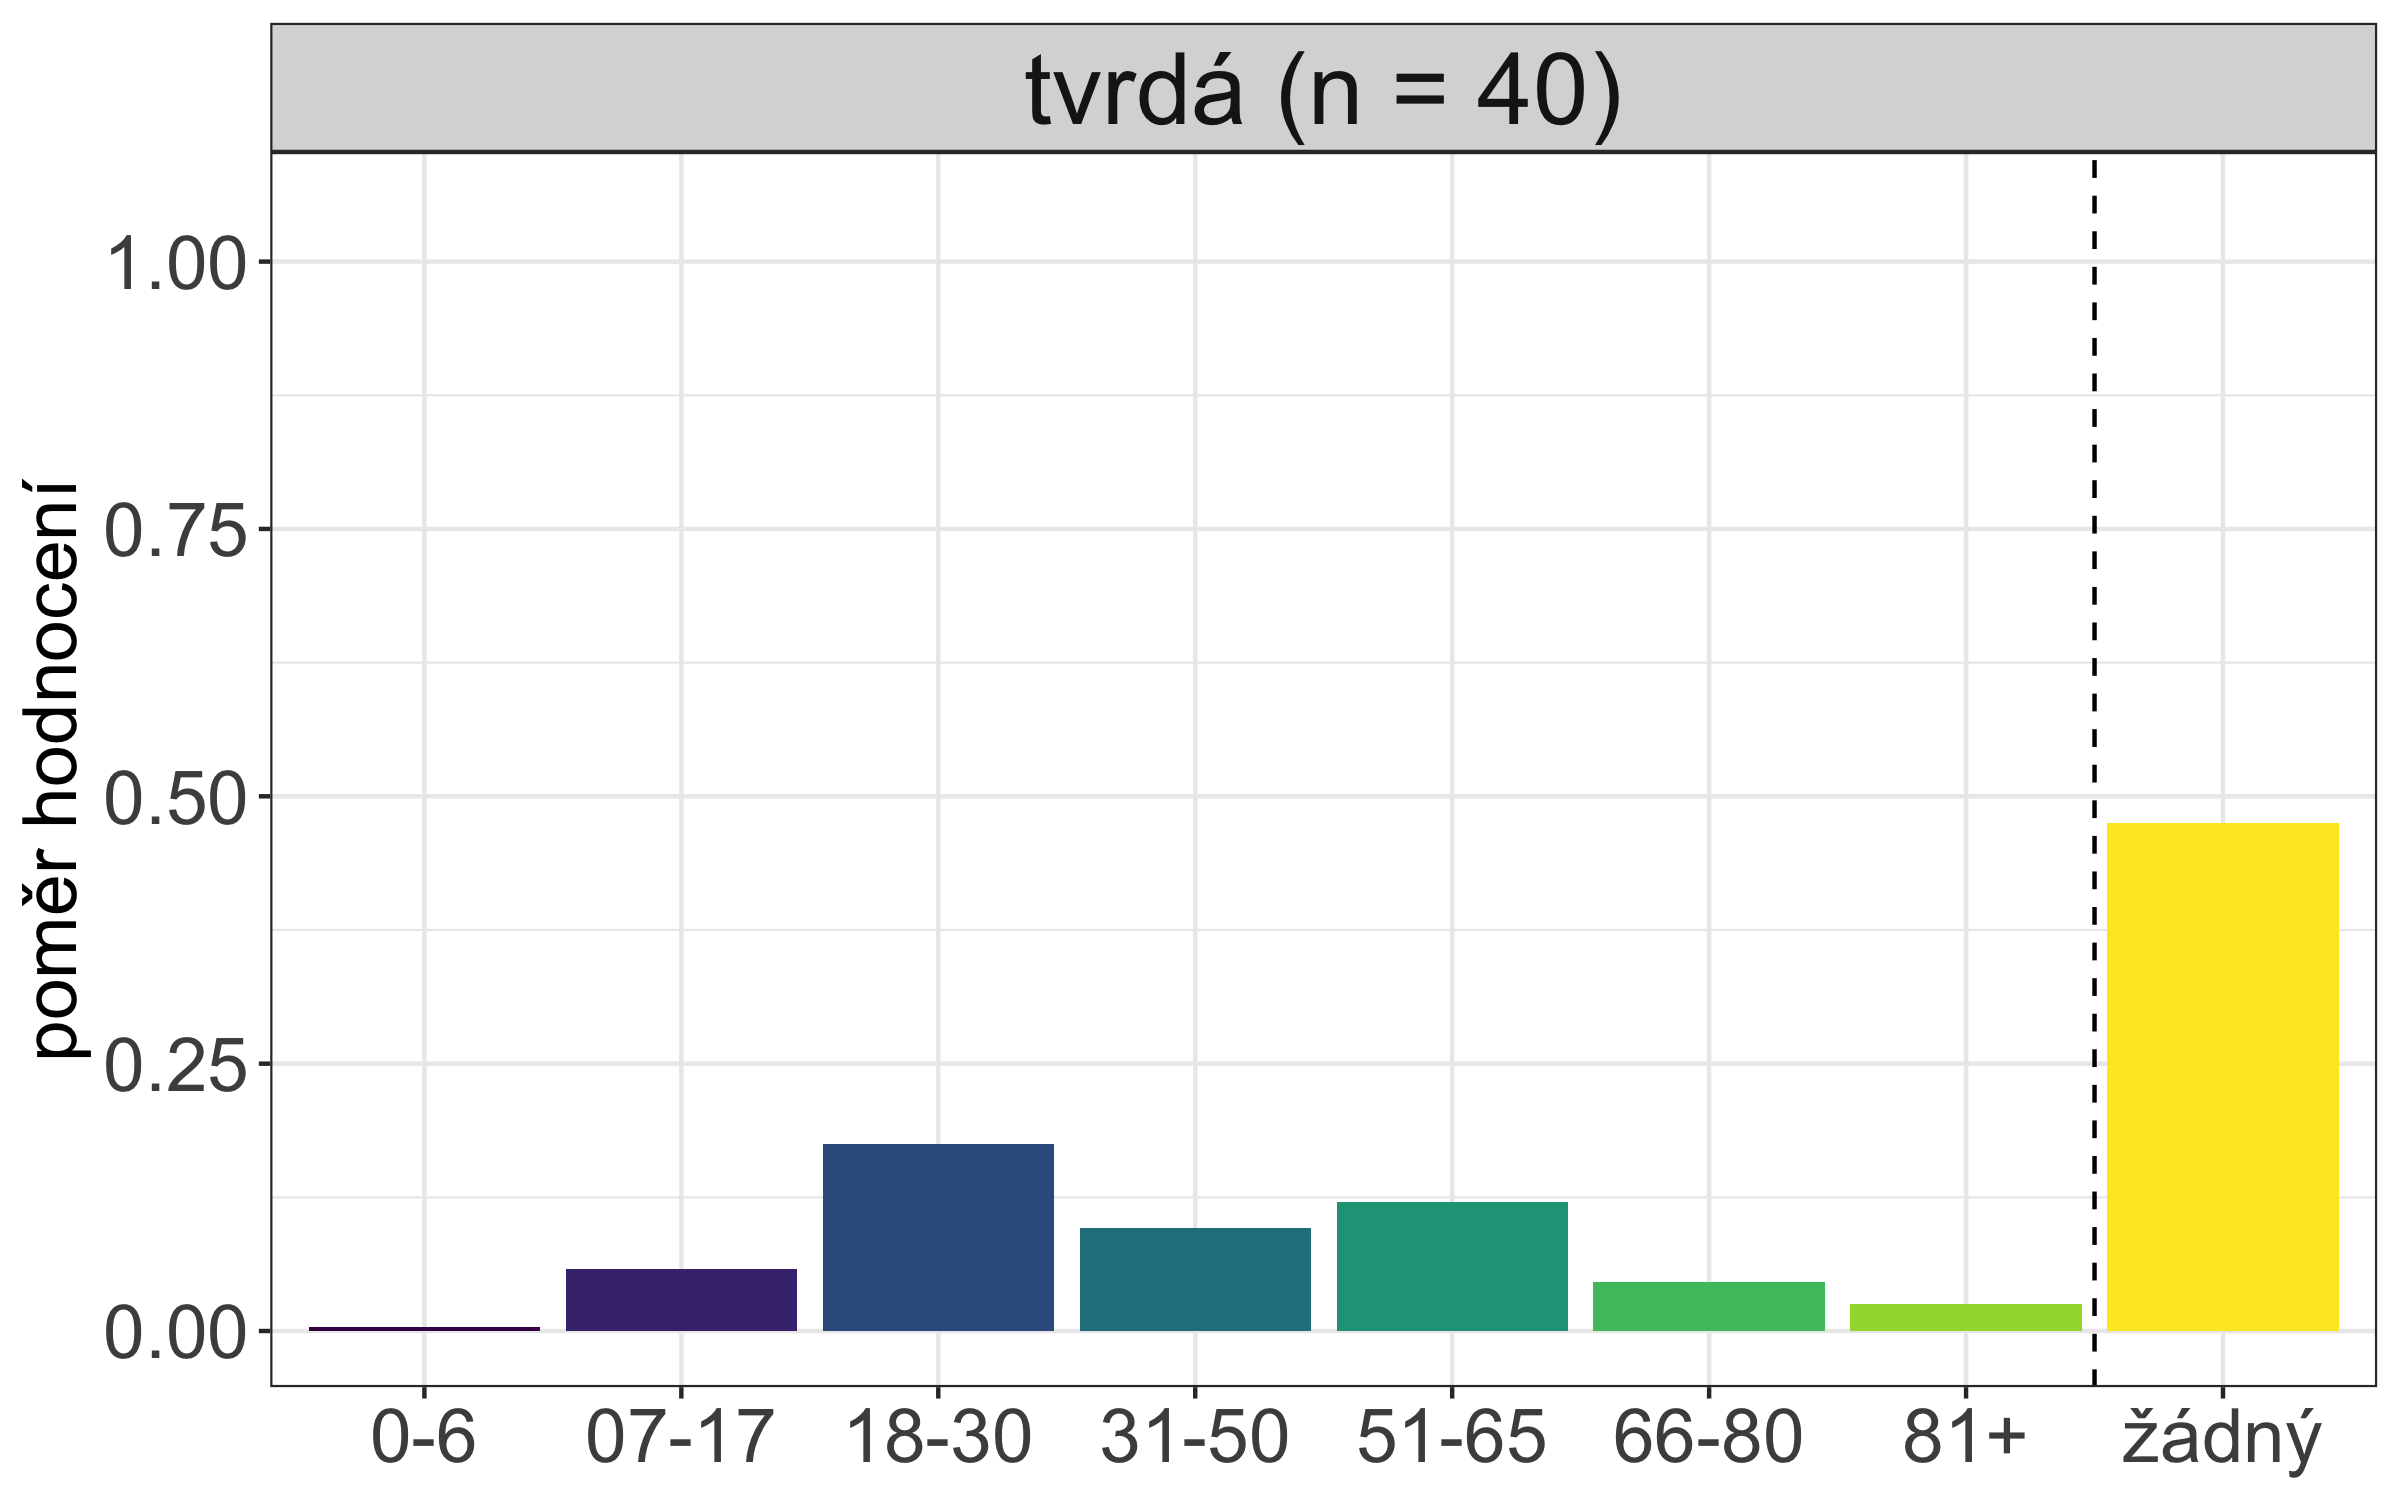 tvrdá (n = 40)
poměr hodnocení
1.00
0.75
0.50
0.25
0.00
0-6 07-17 18-30 31-50 51-65 66-80 81+ žádný